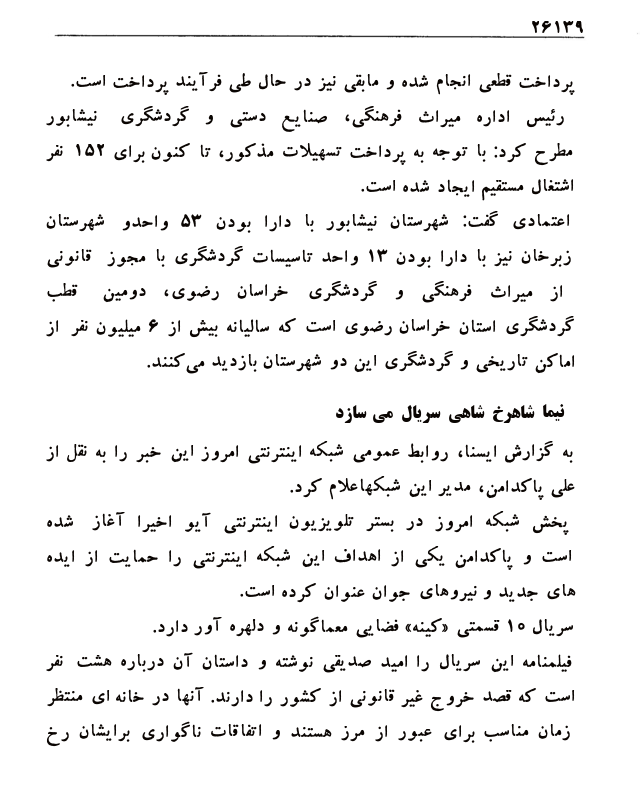 ۲۶۱۳۹
پرداخت قطعی انجام شده و مابقی نیز در حال طی فرآیند پرداخت است.
رئیس اداره میراث فرهنگی، صنایع دستی و گردشگری نیشابور
مطرح کرد: با توجه به پرداخت تسهیلات مذکور، تا کنون برای ۱۵۲ نفر
اشتغال مستقیم ایجاد شده است.
اعتمادی گفت: شهرستان نیشابور با دارا بودن ۵۳ واحدو شهرستان
زبرخان نیز با دارا بودن ۱۳ واحد تاسیسات گردشگری با مجوز قانونی
از میراث فرهنگی و گردشگری خراسان رضوی، دومین قطب
گردشگری استان خراسان رضوی است که سالیانه بیش از ۶ میلیون نفر از
اماکن تاریخی و گردشگری این دو شهرستان بازدید می‌کنند.
نیما شاهرخ شاهی سریال می سازد
به گزارش ایسنا، روابط عمومی شبکه اینترنتی امروز این خبر را به نقل از
علی پاکدامن، مدیر این شبکهاعلام کرد.
پخش شبکه امروز در بستر تلویزیون اینترنتی آیو اخیرا آغاز شده
است و پاکدامن یکی از اهداف این شبکه اینترنتی را حمایت از ایده
های جدید و نیروهای جوان عنوان کرده است.
سریال ۱۰ قسمتی «کینه» فضایی معماگونه و دلهره آور دارد.
فیلمنامه این سریال را امید صدیقی نوشته و داستان آن درباره هشت نفر
است که قصد خروج غیر قانونی از کشور را دارند. آنها در خانه ای منتظر
زمان مناسب برای عبور از مرز هستند و اتفاقات ناگواری برایشان رخ